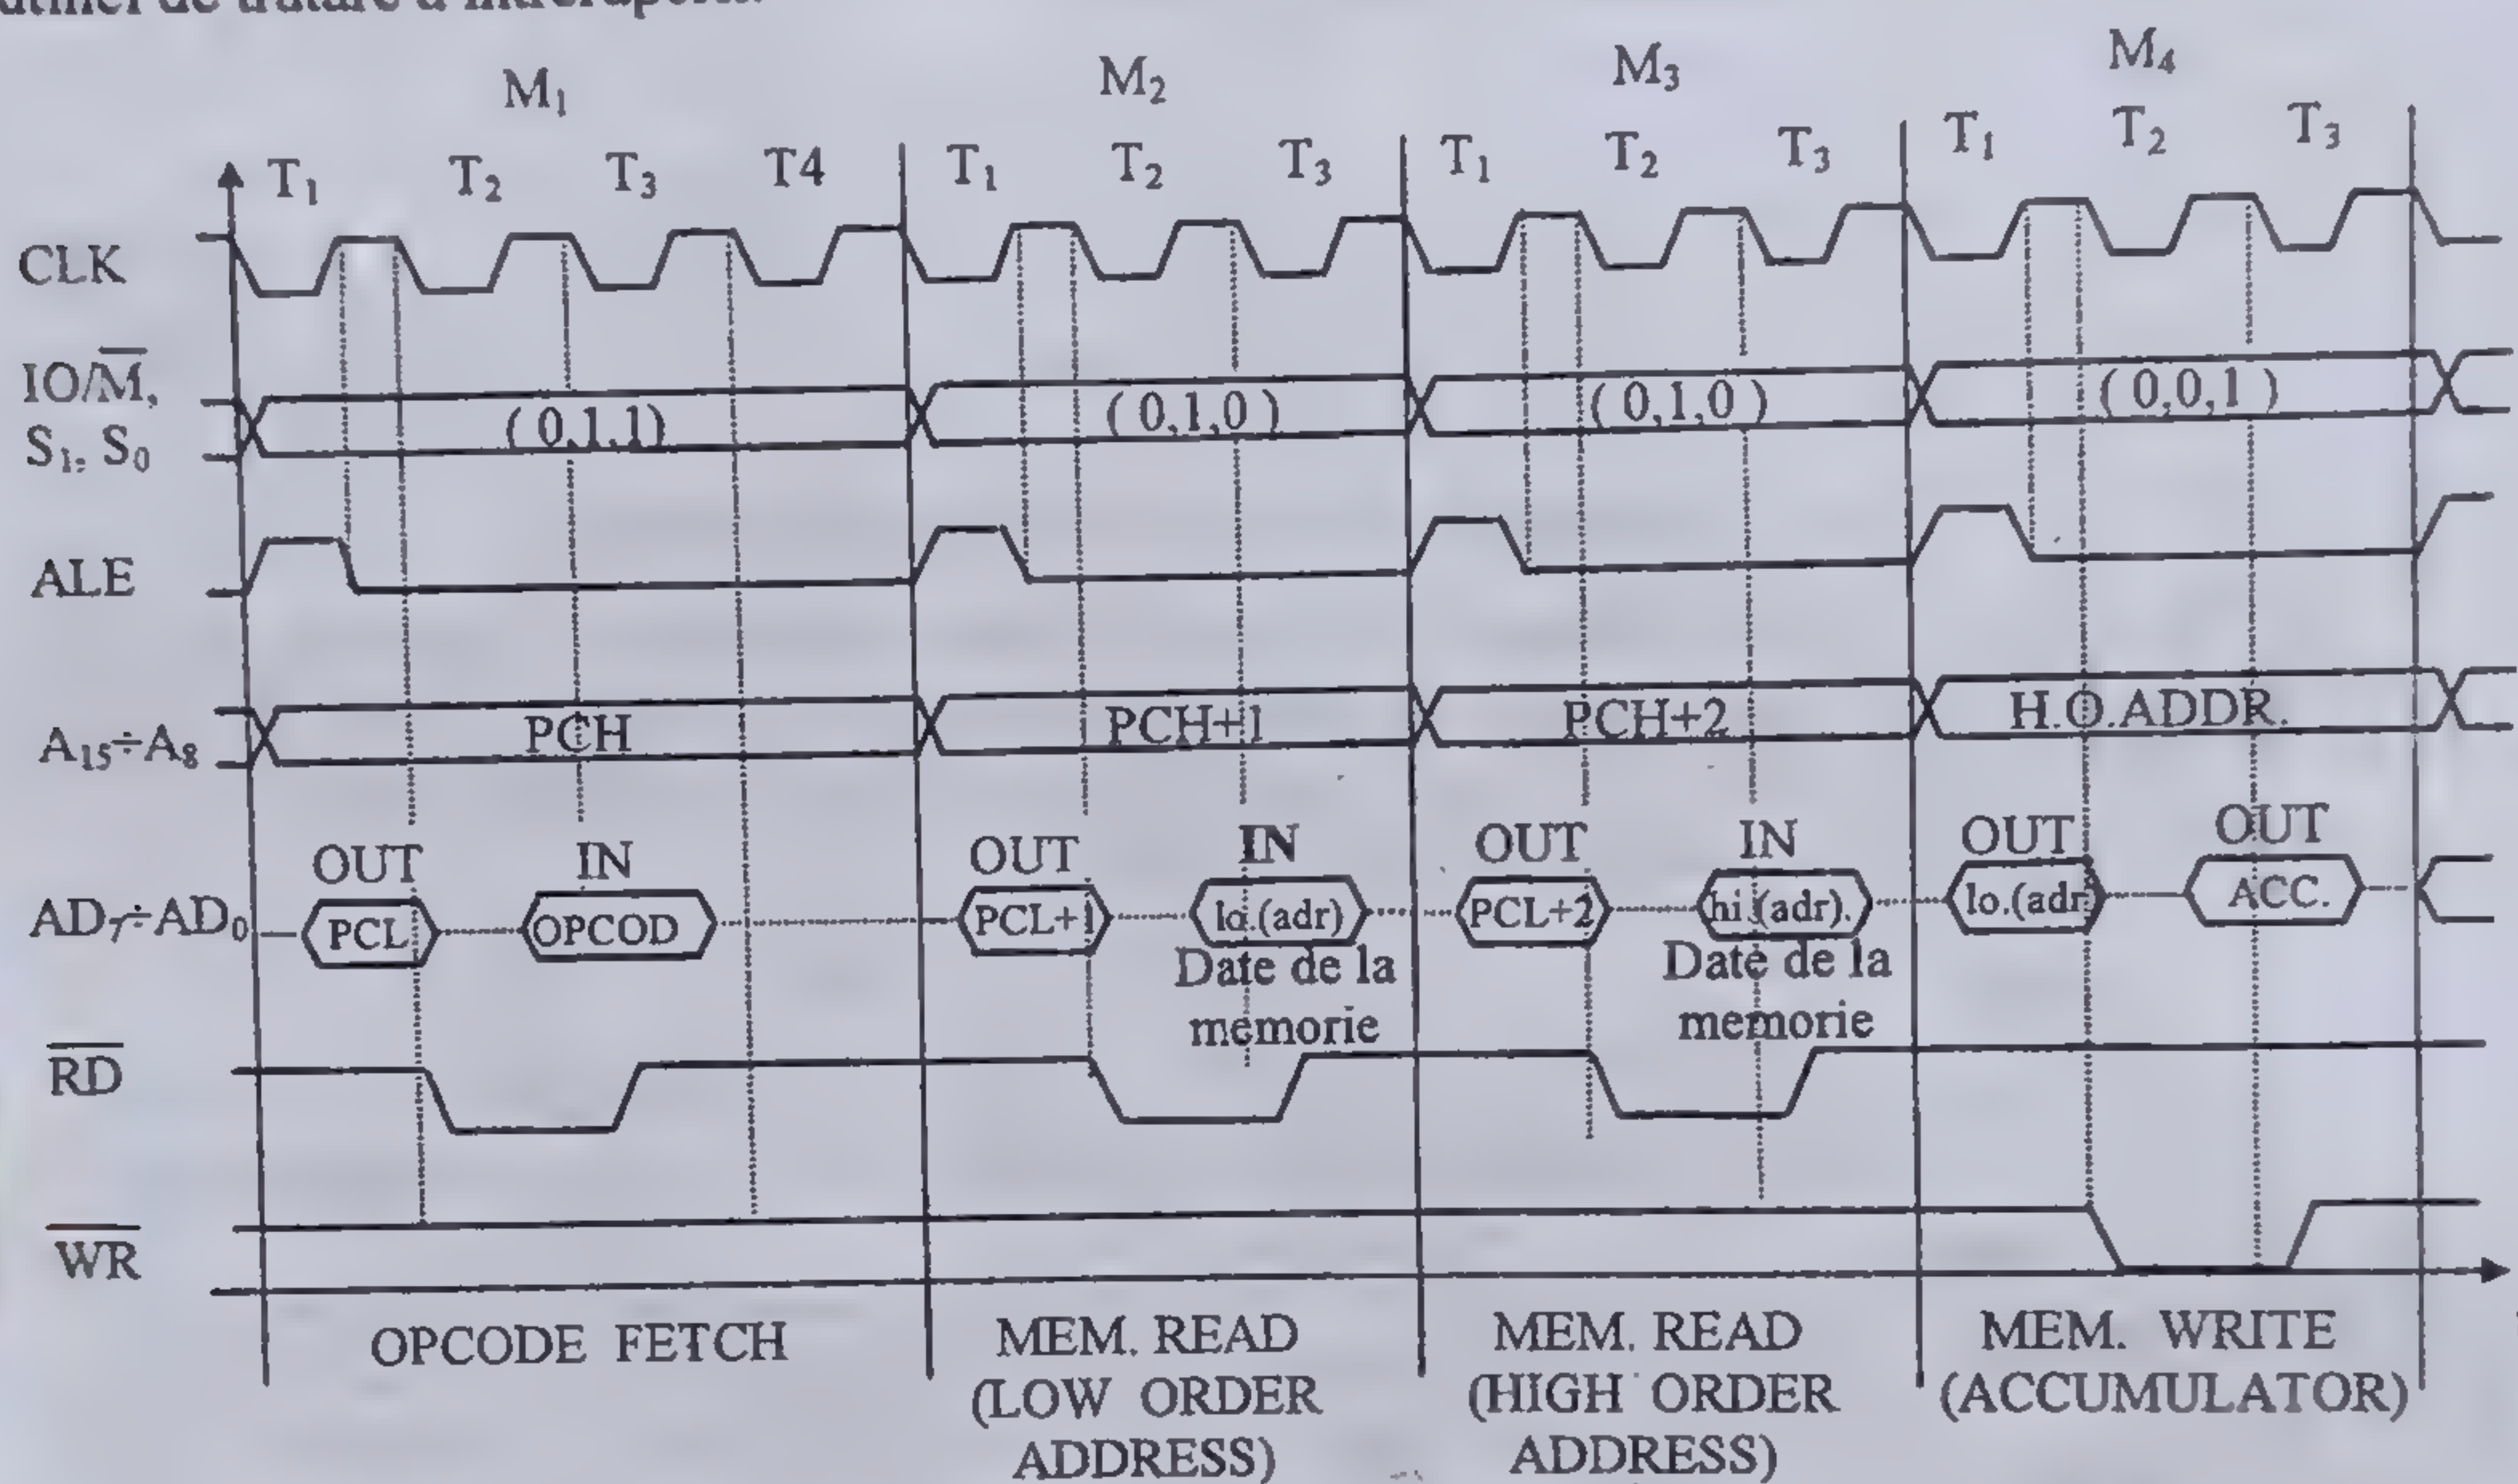 de tratare a
M₁ M₂ M₃ M₄
T₁ T₂ T₃ T4 T₁ T₂ T₃ T₁ T₂ T₃ T₁ T₂ T₃
CLK
IO/M̅, (0,1,1) (0,1,0) (0,1,0) (0,0,1)
S₁, S₀
ALE
A₁₅÷A₈ PCH PCH+1 PCH+2 H.O.ADDR.
OUT IN OUT IN OUT IN OUT OUT
AD₇÷AD₀ PCL OPCOD PCL+1 lo.(adr) PCL+2 hi.(adr). lo.(adr) ACC.
Date de la Date de la
memorie memorie
R̅D̅
W̅R̅
OPCODE FETCH MEM. READ MEM. READ MEM. WRITE
(LOW ORDER (HIGH ORDER (ACCUMULATOR)
ADDRESS) ADDRESS)